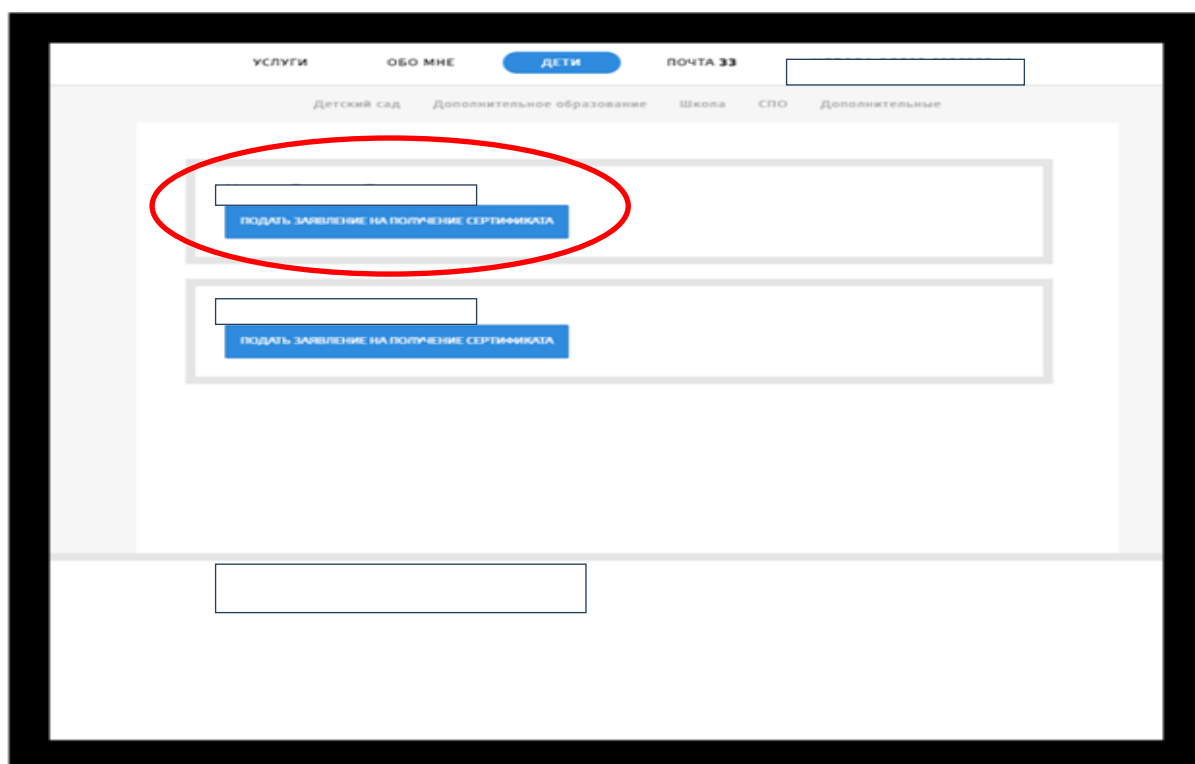 УСЛУГИ ОБО МНЕ ДЕТИ ПОЧТА 33
Детский сад Дополнительное образование Школа СПО Дополнительные
ПОДАТЬ ЗАЯВЛЕНИЕ НА ПОЛУЧЕНИЕ СЕРТИФИКАТА
ПОДАТЬ ЗАЯВЛЕНИЕ НА ПОЛУЧЕНИЕ СЕРТИФИКАТА